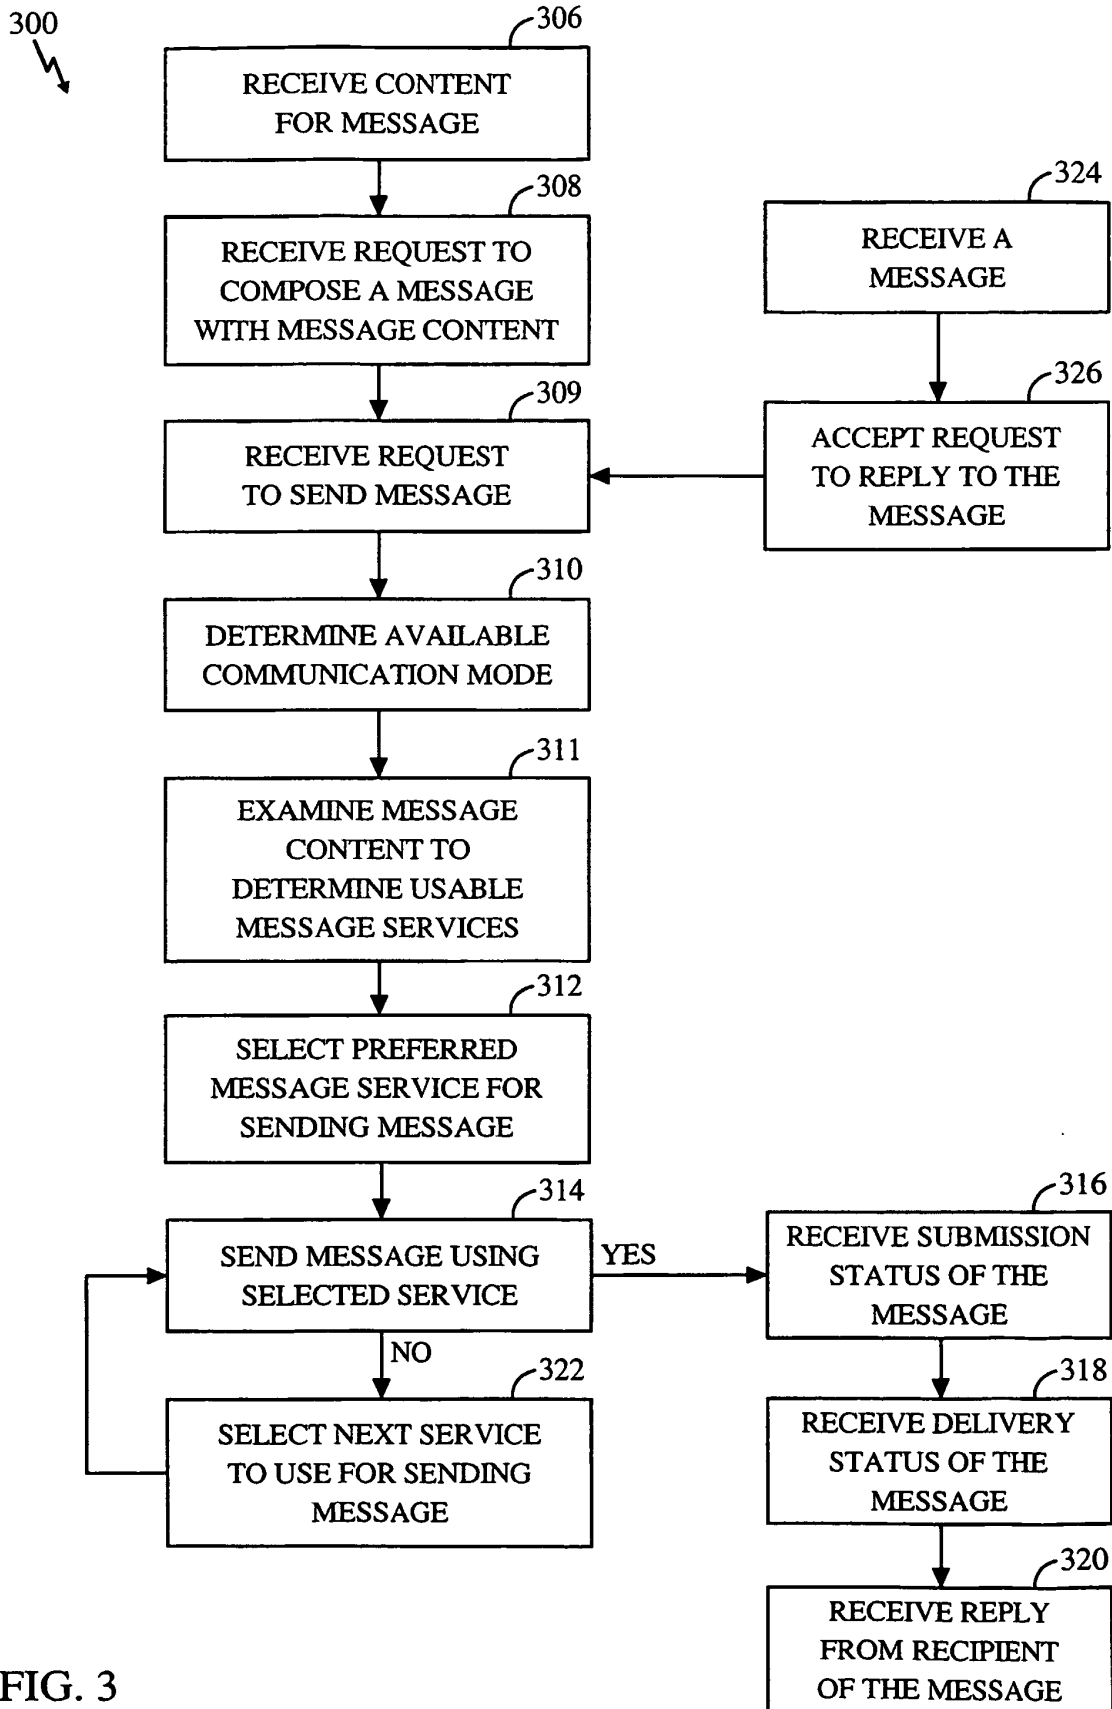 300
306
RECEIVE CONTENT
FOR MESSAGE
308
RECEIVE REQUEST TO
COMPOSE A MESSAGE
WITH MESSAGE CONTENT
324
RECEIVE A
MESSAGE
309
RECEIVE REQUEST
TO SEND MESSAGE
326
ACCEPT REQUEST
TO REPLY TO THE
MESSAGE
310
DETERMINE AVAILABLE
COMMUNICATION MODE
311
EXAMINE MESSAGE
CONTENT TO
DETERMINE USABLE
MESSAGE SERVICES
312
SELECT PREFERRED
MESSAGE SERVICE FOR
SENDING MESSAGE
314
SEND MESSAGE USING
SELECTED SERVICE
YES
NO
316
RECEIVE SUBMISSION
STATUS OF THE
MESSAGE
322
SELECT NEXT SERVICE
TO USE FOR SENDING
MESSAGE
318
RECEIVE DELIVERY
STATUS OF THE
MESSAGE
320
RECEIVE REPLY
FROM RECIPIENT
OF THE MESSAGE
FIG. 3